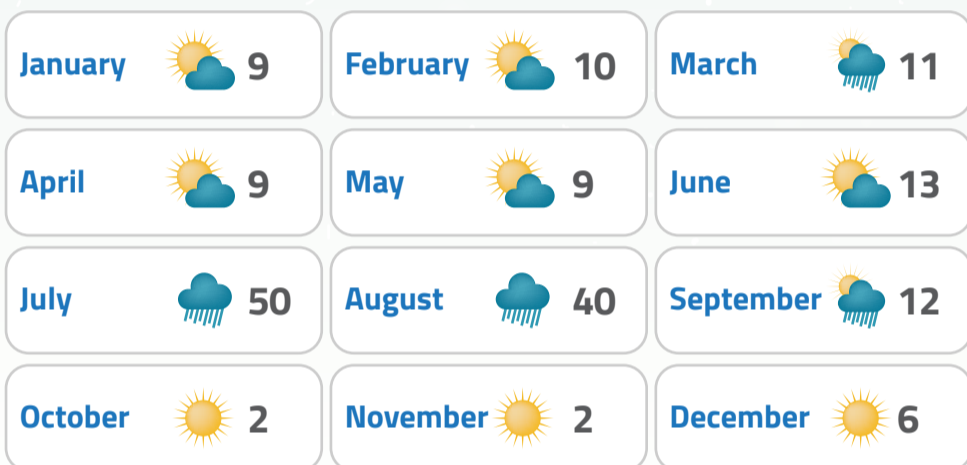 January 9
February 10
March 11
April 9
May 9
June 13
July 50
August 40
September 12
October 2
November 2
December 6